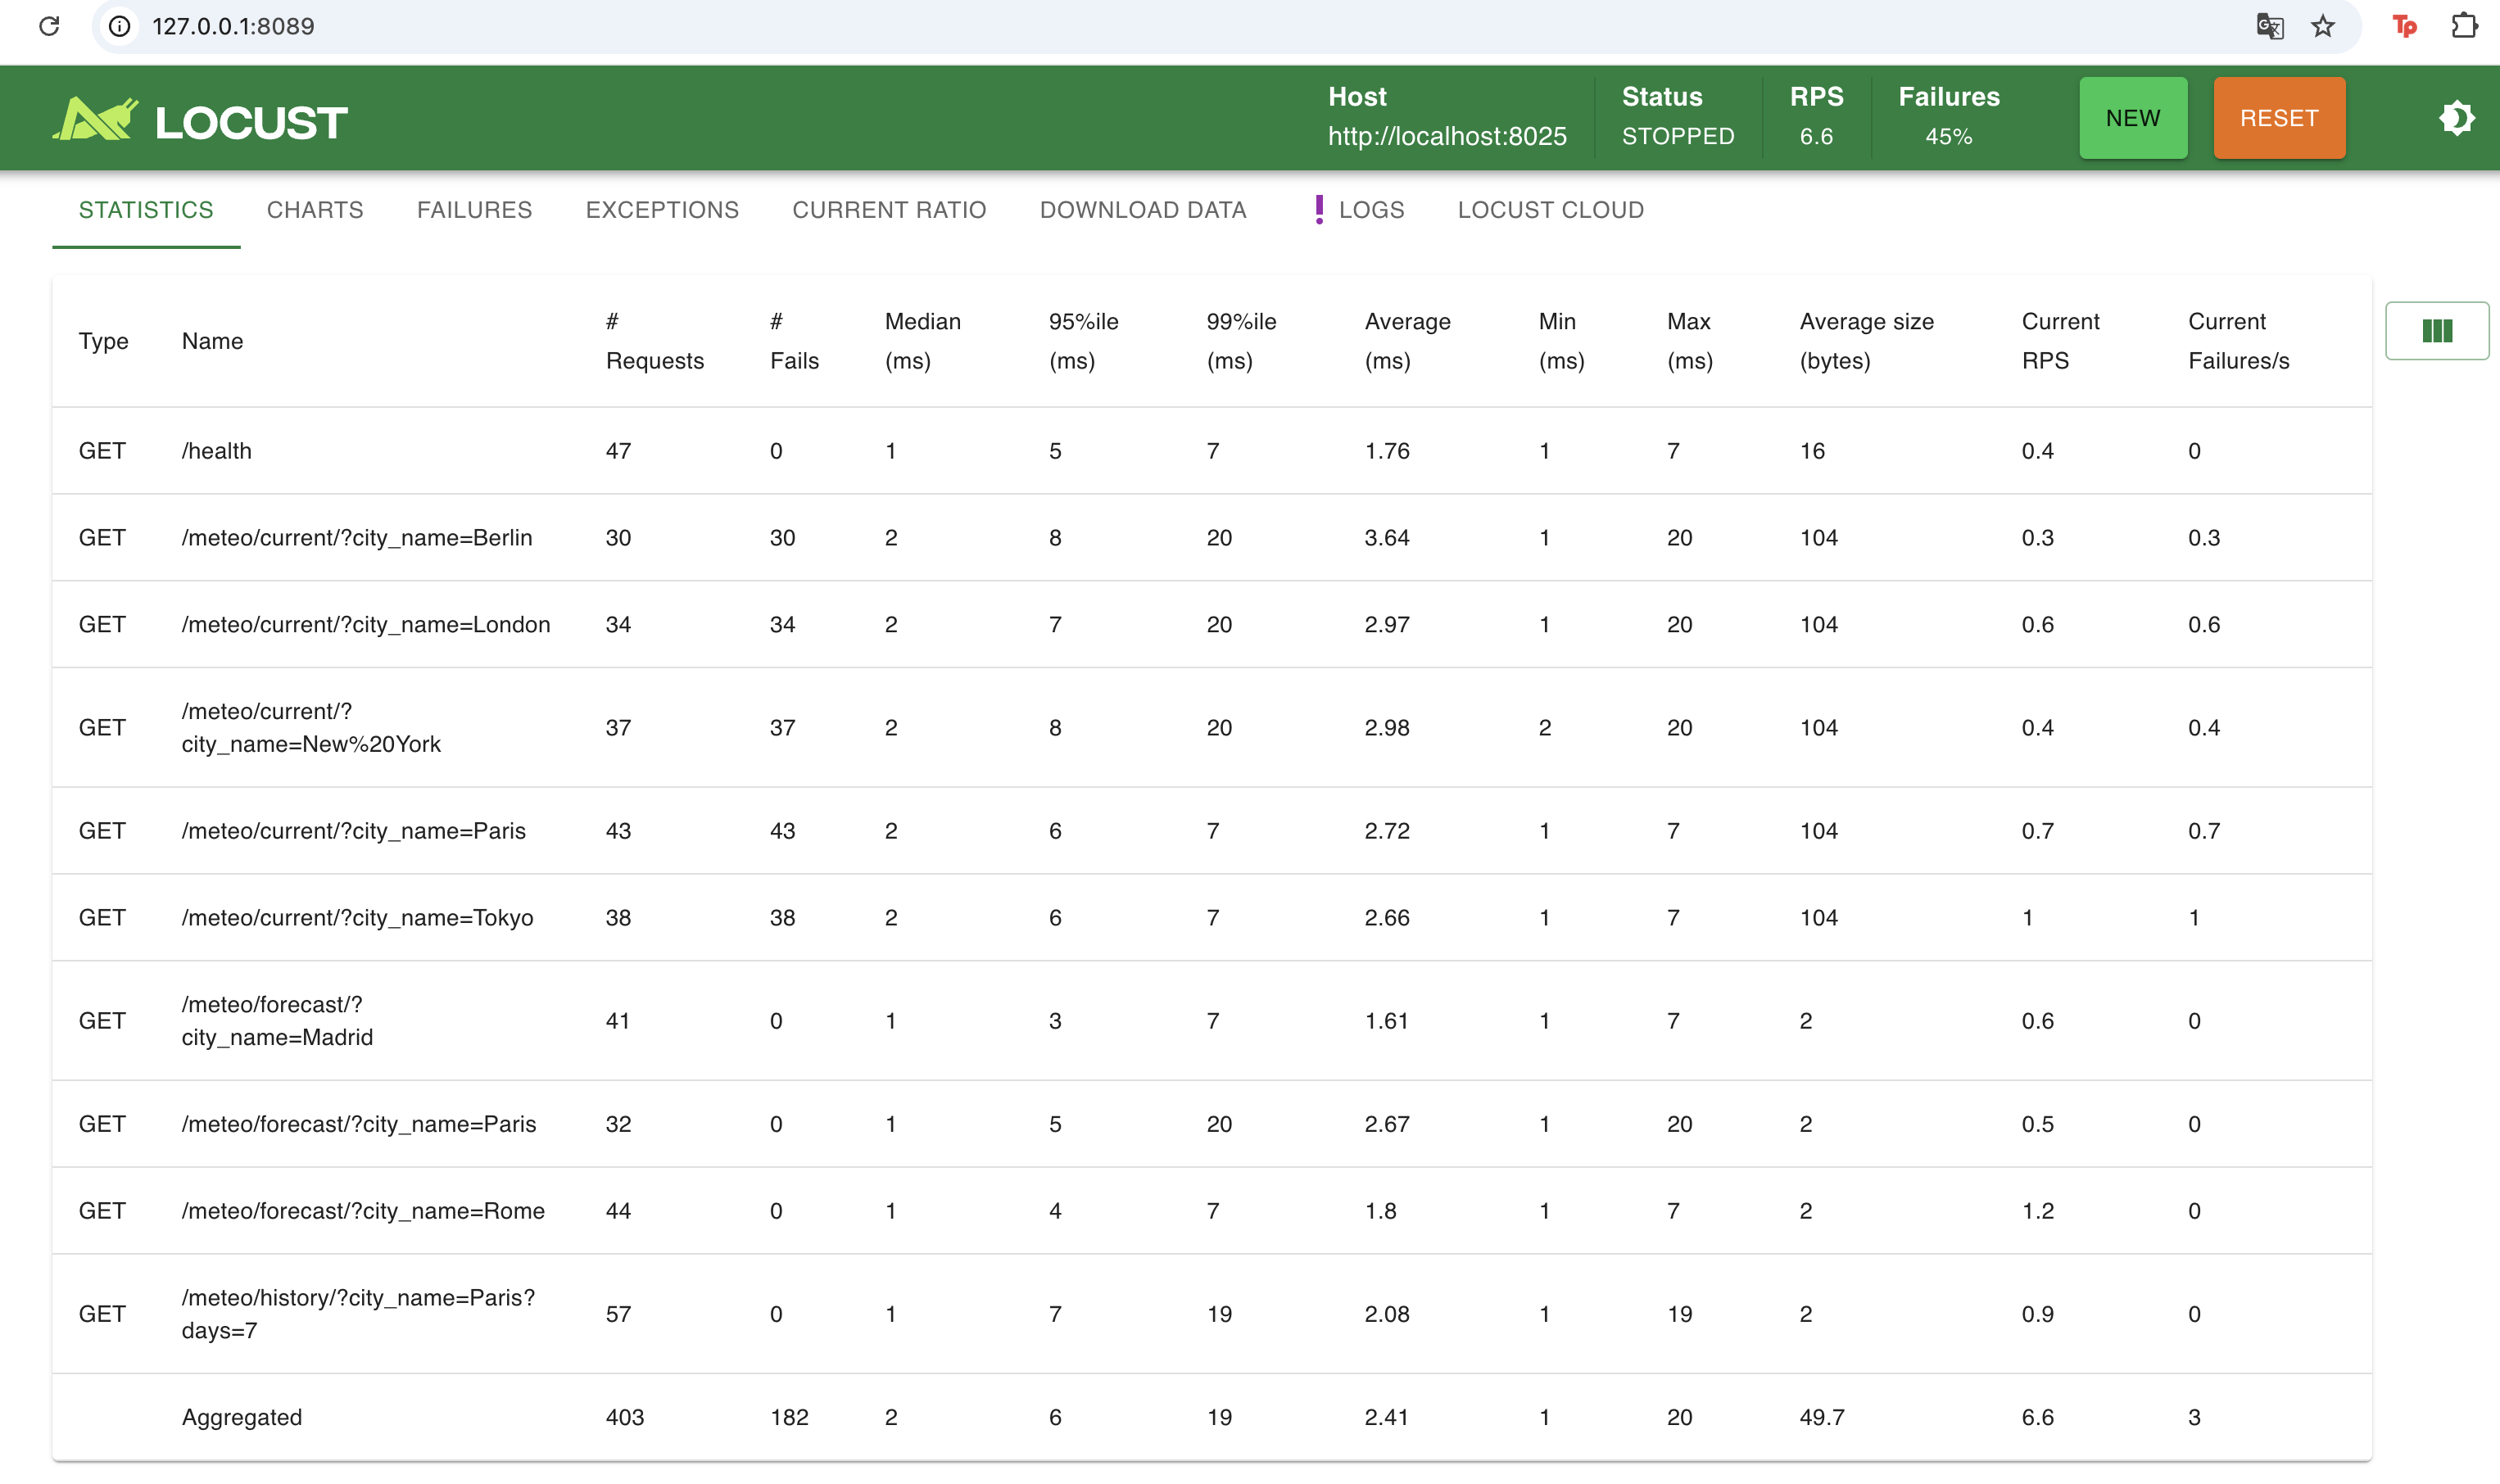 127.0.0.1:8089
Tp
LOCUST
Host
http://localhost:8025
Status
STOPPED
RPS
6.6
Failures
45%
NEW
RESET
STATISTICS CHARTS FAILURES EXCEPTIONS CURRENT RATIO DOWNLOAD DATA ! LOGS LOCUST CLOUD
Type Name # Requests # Fails Median (ms) 95%ile (ms) 99%ile (ms) Average (ms) Min (ms) Max (ms) Average size (bytes) Current RPS Current Failures/s
GET /health 47 0 1 5 7 1.76 1 7 16 0.4 0
GET /meteo/current/?city_name=Berlin 30 30 2 8 20 3.64 1 20 104 0.3 0.3
GET /meteo/current/?city_name=London 34 34 2 7 20 2.97 1 20 104 0.6 0.6
GET /meteo/current/?city_name=New%20York 37 37 2 8 20 2.98 2 20 104 0.4 0.4
GET /meteo/current/?city_name=Paris 43 43 2 6 7 2.72 1 7 104 0.7 0.7
GET /meteo/current/?city_name=Tokyo 38 38 2 6 7 2.66 1 7 104 1 1
GET /meteo/forecast/?city_name=Madrid 41 0 1 3 7 1.61 1 7 2 0.6 0
GET /meteo/forecast/?city_name=Paris 32 0 1 5 20 2.67 1 20 2 0.5 0
GET /meteo/forecast/?city_name=Rome 44 0 1 4 7 1.8 1 7 2 1.2 0
GET /meteo/history/?city_name=Paris?days=7 57 0 1 7 19 2.08 1 19 2 0.9 0
Aggregated 403 182 2 6 19 2.41 1 20 49.7 6.6 3